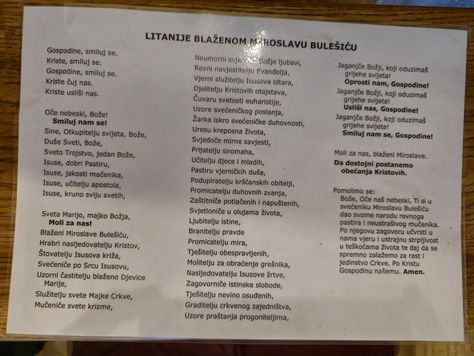 LITANIJE BLAŽENOM MIROSLAVU BULEŠIĆU
Gospodine, smiluj se.
Kriste, smiluj se.
Gospodine, smiluj se.
Kriste čuj nas.
Kriste usliši nas.
Oče nebeski, Bože!
Smiluj nam se!
Sine, Otkupitelju svijeta, Bože,
Duše Sveti, Bože,
Sveto Trojstvo, jedan Bože,
Isuse, dobri Pastiru,
Isuse, jakosti mučenika,
Isuse, učitelju apostola,
Isuse, kruno sviju svetih,
Sveta Marijo, majko Božja,
Moli za nas!
Blaženi Miroslave Bulešiću,
Hrabri nasljedovatelju Kristov,
Štovatelju Isusova križa,
Svećeniče po Srcu Isusovu,
Uzorni častitelju blažene Djevice
Marije,
Služitelju svete Majke Crkve,
Mučeniče svete krizme,
Neumorni svjedoče Božje ljubavi,
Revni navjestitelju Evanđelja,
Vjerni služitelju Isusova oltara,
Djelitelju Kristovih otajstava,
Čuvaru svetosti euharistije,
Uzore svećeničkog poslanja,
Žarka iskro svećeničke duhovnosti,
Uresu kreposna života,
Svjedoče mirne savjesti,
Prijatelju siromaha,
Učitelju djece i mladih,
Pastiru vjerničkih duša,
Podupiratelju kršćanskih obitelji,
Promicatelju duhovnih zvanja,
Zaštitniče potlačenih i napuštenih,
Svjetioniče u olujama života,
Ljubitelju istine,
Branitelju pravde
Promicatelju mira,
Tješitelju obespravljenih,
Molitelju za obraćenje grešnika,
Nasljedovatelju Isusove žrtve,
Zagovorniče istinske slobode,
Tješitelju nevino osuđenih,
Graditelju crkvenog zajedništva,
Uzore praštanja progoniteljima,
Jaganjče Božji, koji oduzimaš
grijehe svijeta!
Oprosti nam, Gospodine!
Jaganjče Božji, koji oduzimaš
grijehe svijeta!
Usliši nas, Gospodine!
Jaganjče Božji, koji oduzimaš
grijehe svijeta!
Smiluj nam se, Gospodine!
Moli za nas, blaženi Miroslave.
Da dostojni postanemo
obećanja Kristovih.
Pomolimo se:
Bože, Oče naš nebeski, Ti si u
svećeniku Miroslavu Bulešiću
dao svome narodu revnoga
pastira i neustrašivog mučenika.
Po njegovu zagovoru učvrsti u
nama vjeru i ustrajnu strpljivost
u teškoćama života te daj da se
spremno zalažemo za rast i
jedinstvo Crkve. Po Kristu
Gospodinu našemu. Amen.